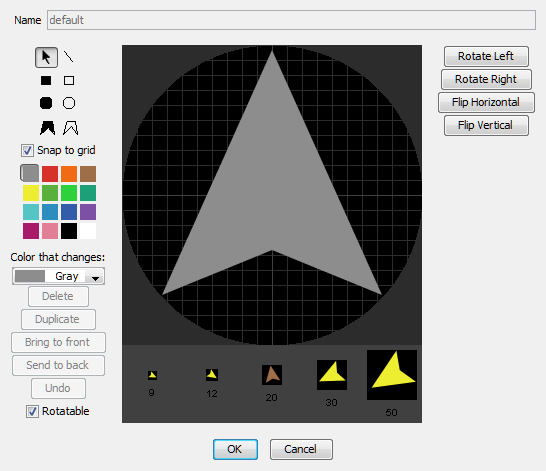 Name default
Rotate Left
Rotate Right
Flip Horizontal
Flip Vertical
Snap to grid
Color that changes:
Gray
Delete
Duplicate
Bring to front
Send to back
Undo
Rotatable
9 12 20 30 50
OK Cancel